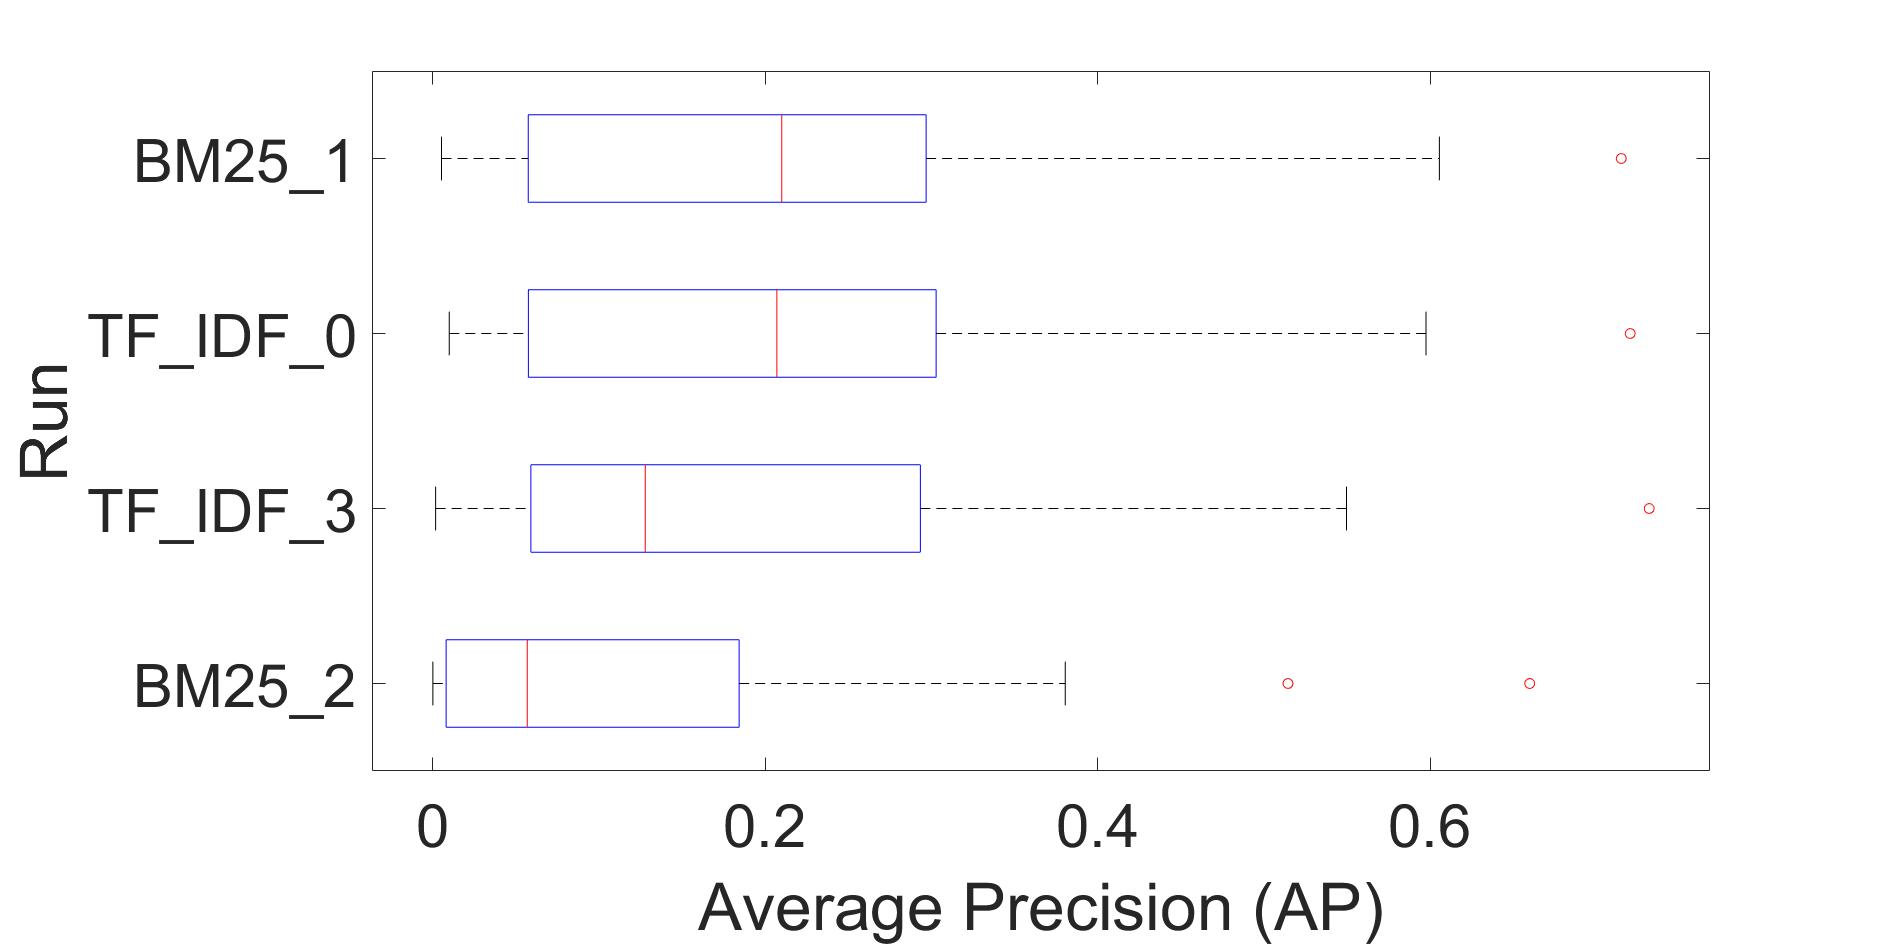 BM25_1
TF_IDF_0
TF_IDF_3
BM25_2
Run
0 0.2 0.4 0.6
Average Precision (AP)